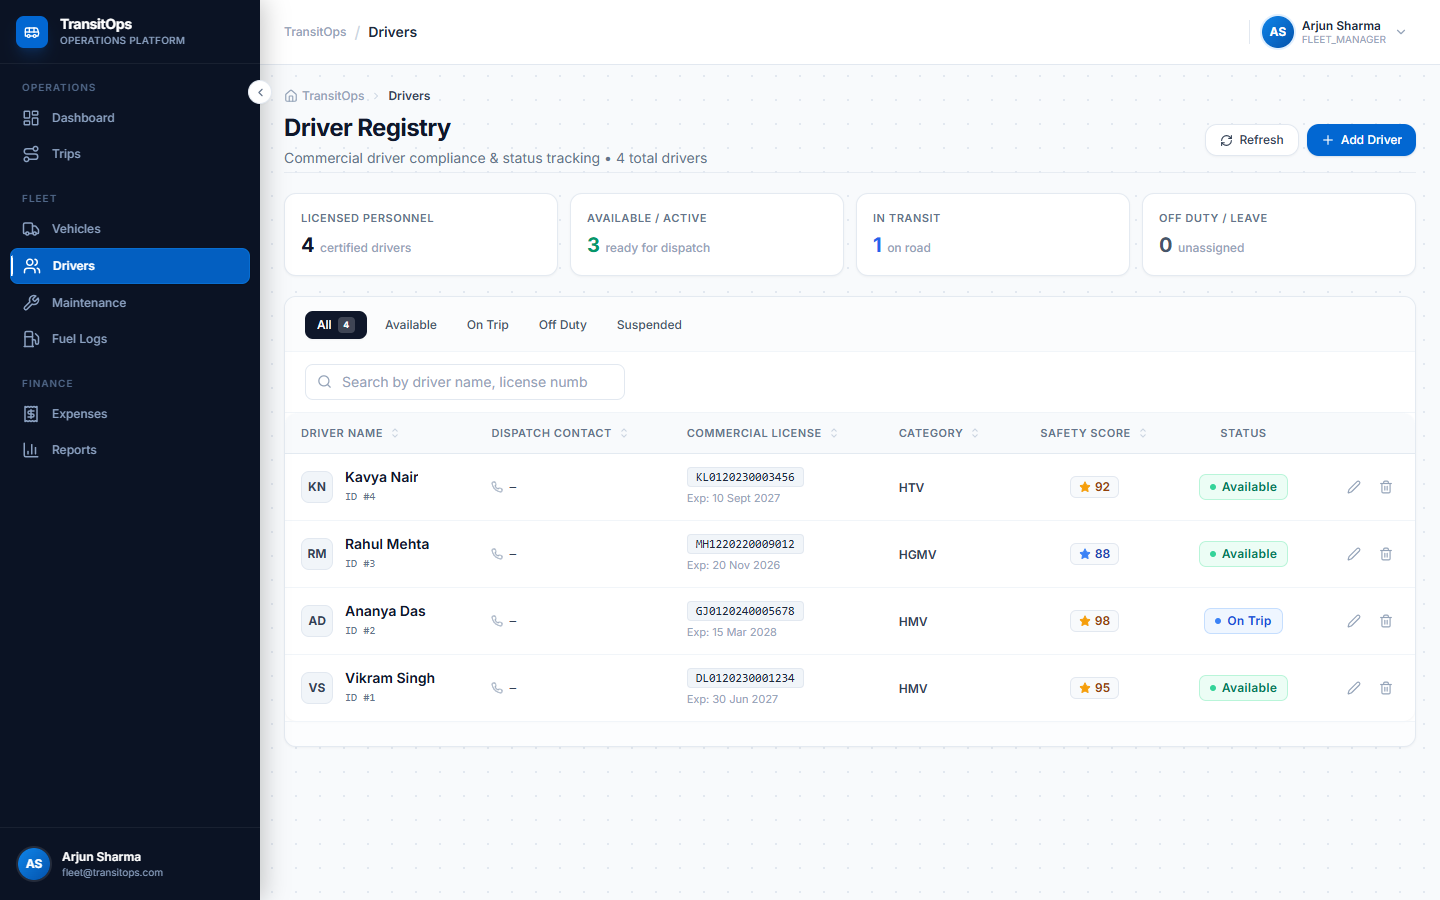 TransitOps
OPERATIONS PLATFORM
OPERATIONS
Dashboard
Trips
FLEET
Vehicles
Drivers
Maintenance
Fuel Logs
FINANCE
Expenses
Reports
AS
Arjun Sharma
fleet@transitops.com
TransitOps / Drivers
AS
Arjun Sharma
FLEET_MANAGER
TransitOps Drivers
Driver Registry
Commercial driver compliance & status tracking • 4 total drivers
Refresh
Add Driver
LICENSED PERSONNEL
4 certified drivers
AVAILABLE / ACTIVE
3 ready for dispatch
IN TRANSIT
1 on road
OFF DUTY / LEAVE
0 unassigned
All 4 Available On Trip Off Duty Suspended
Search by driver name, license numb
DRIVER NAME DISPATCH CONTACT COMMERCIAL LICENSE CATEGORY SAFETY SCORE STATUS
KN Kavya Nair ID #4 – KL0120230003456 Exp: 10 Sept 2027 HTV 92 Available
RM Rahul Mehta ID #3 – MH1220220009012 Exp: 20 Nov 2026 HGMV 88 Available
AD Ananya Das ID #2 – GJ0120240005678 Exp: 15 Mar 2028 HMV 98 On Trip
VS Vikram Singh ID #1 – DL0120230001234 Exp: 30 Jun 2027 HMV 95 Available